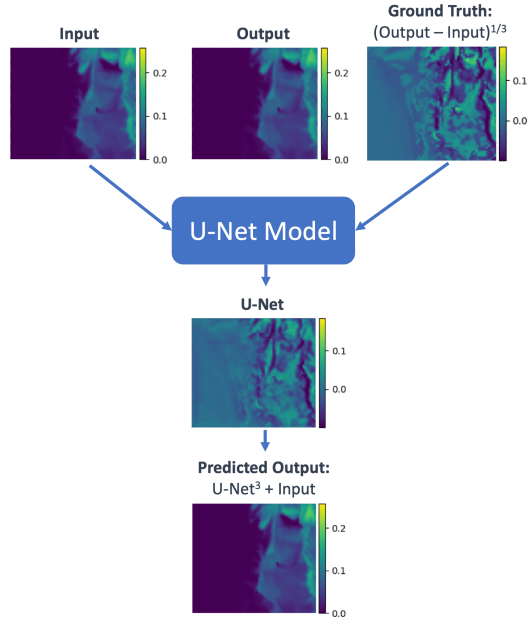 Input
Output
Ground Truth:
(Output – Input)^{1/3}
0.2
0.1
0.0
0.2
0.1
0.0
0.1
0.0
U-Net Model
U-Net
0.1
0.0
Predicted Output:
U-Net³ + Input
0.2
0.1
0.0